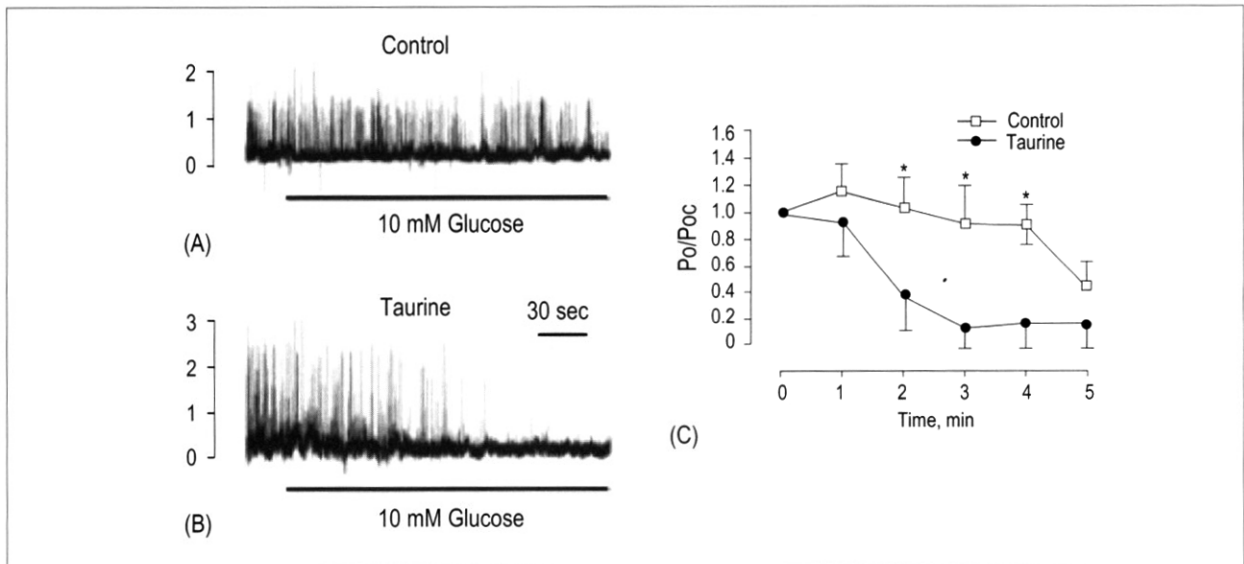 Control
2
1
0
10 mM Glucose
(A)
Taurine
30 sec
3
2
1
0
10 mM Glucose
(B)
Control
Taurine
1.6
1.4
1.2
1.0
0.8
0.6
0.4
0.2
0
Po/Poc
*
*
*
0 1 2 3 4 5
Time, min
(C)